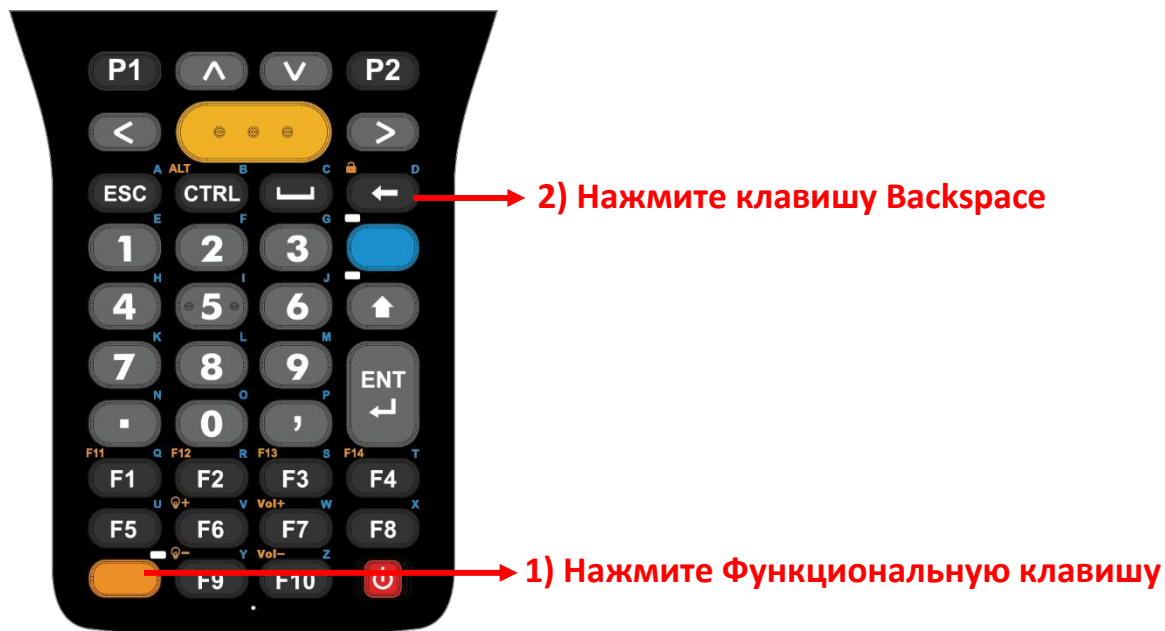 P1 P2
A ALT B C D
ESC CTRL 2) Нажмите клавишу Backspace
E F G
1 2 3
H I J
4 5 6
K L M
7 8 9 ENT
N O P
. 0 ,
F11 Q F12 R F13 S F14 T
F1 F2 F3 F4
U + V Vol+ W X
F5 F6 F7 F8
− Y Vol− Z
F9 F10 1) Нажмите Функциональную клавишу